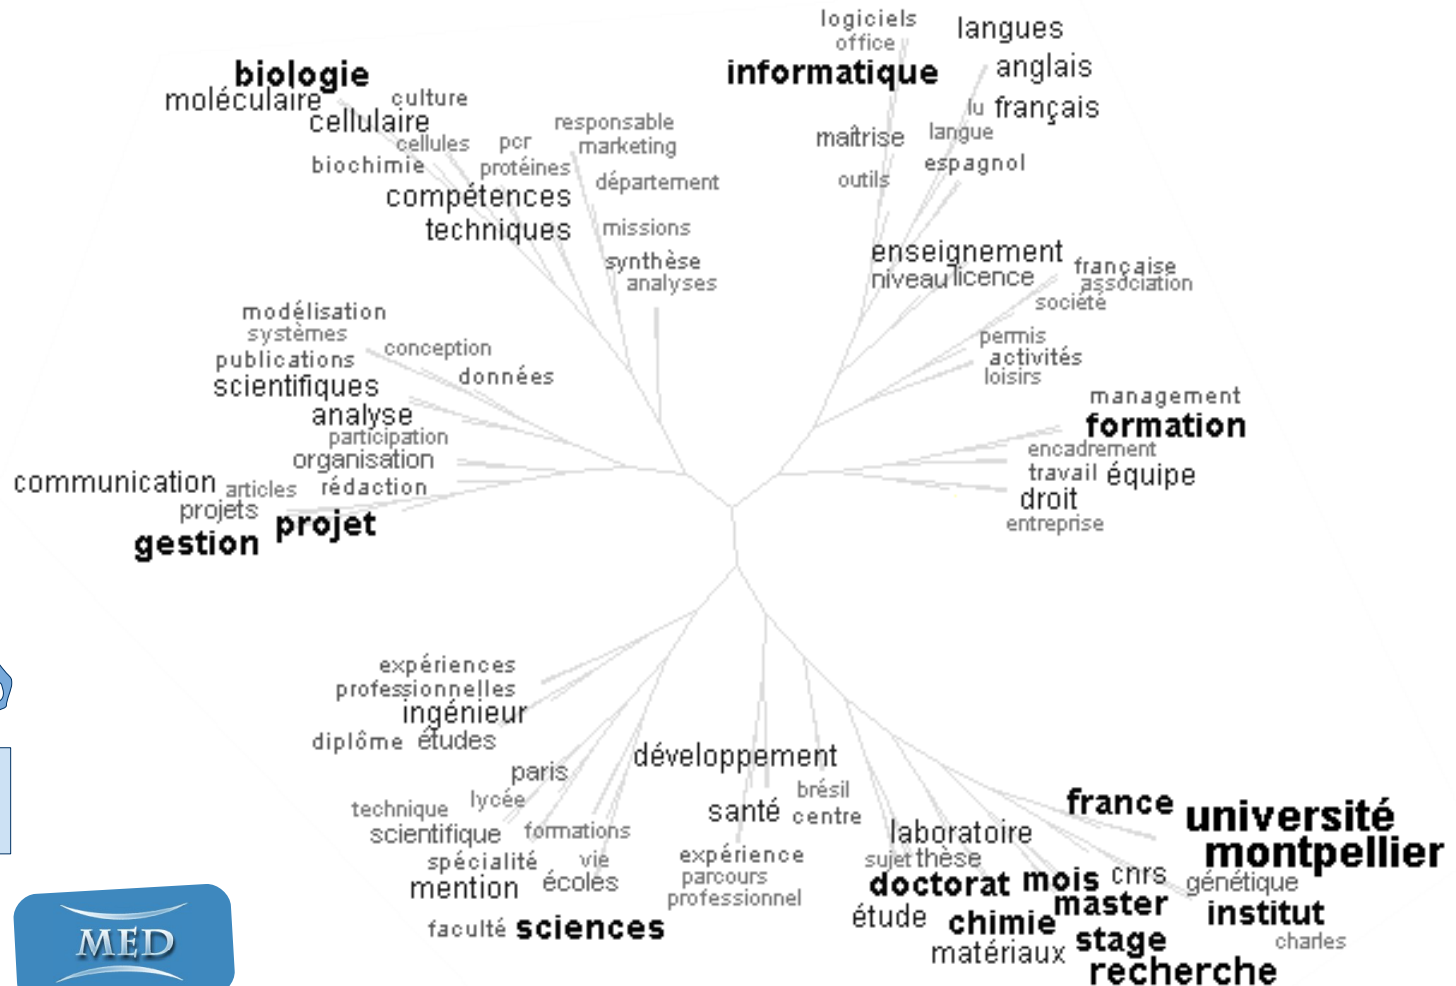 biologie
moléculaire
culture
cellulaire
cellules
biochimie
pcr
protéines
compétences
techniques
responsable
marketing
département
missions
synthèse
analyses
logiciels
office
informatique
maîtrise
outils
langues
anglais
lu français
langue
espagnol
enseignement
niveau licence
française
association
société
permis
activités
loisirs
management
formation
encadrement
travail équipe
droit
entreprise
modélisation
systèmes
conception
publications
données
scientifiques
analyse
participation
organisation
communication articles rédaction
projets
projet
gestion
expériences
professionnelles
ingénieur
diplôme études
paris
technique lycée
scientifique formations
spécialité vie
mention écoles
faculté sciences
développement
santé
brésil
centre
expérience
parcours
professionnel
laboratoire
sujet thèse
doctorat mois cnrs
étude chimie master
matériaux stage
recherche
france
université
montpellier
génétique
institut
charles
MED